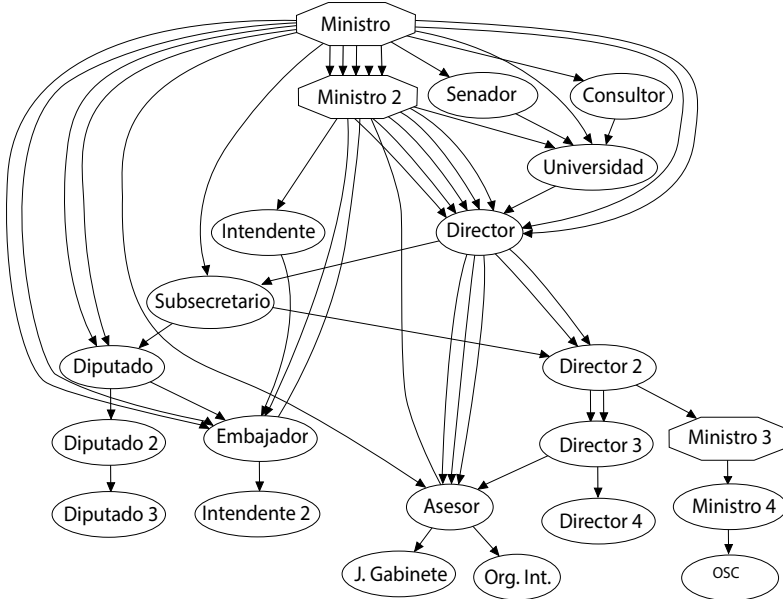 Ministro
Ministro 2
Senador
Consultor
Universidad
Intendente
Director
Subsecretario
Diputado
Director 2
Diputado 2
Embajador
Director 3
Ministro 3
Diputado 3
Intendente 2
Asesor
Director 4
Ministro 4
J. Gabinete
Org. Int.
OSC